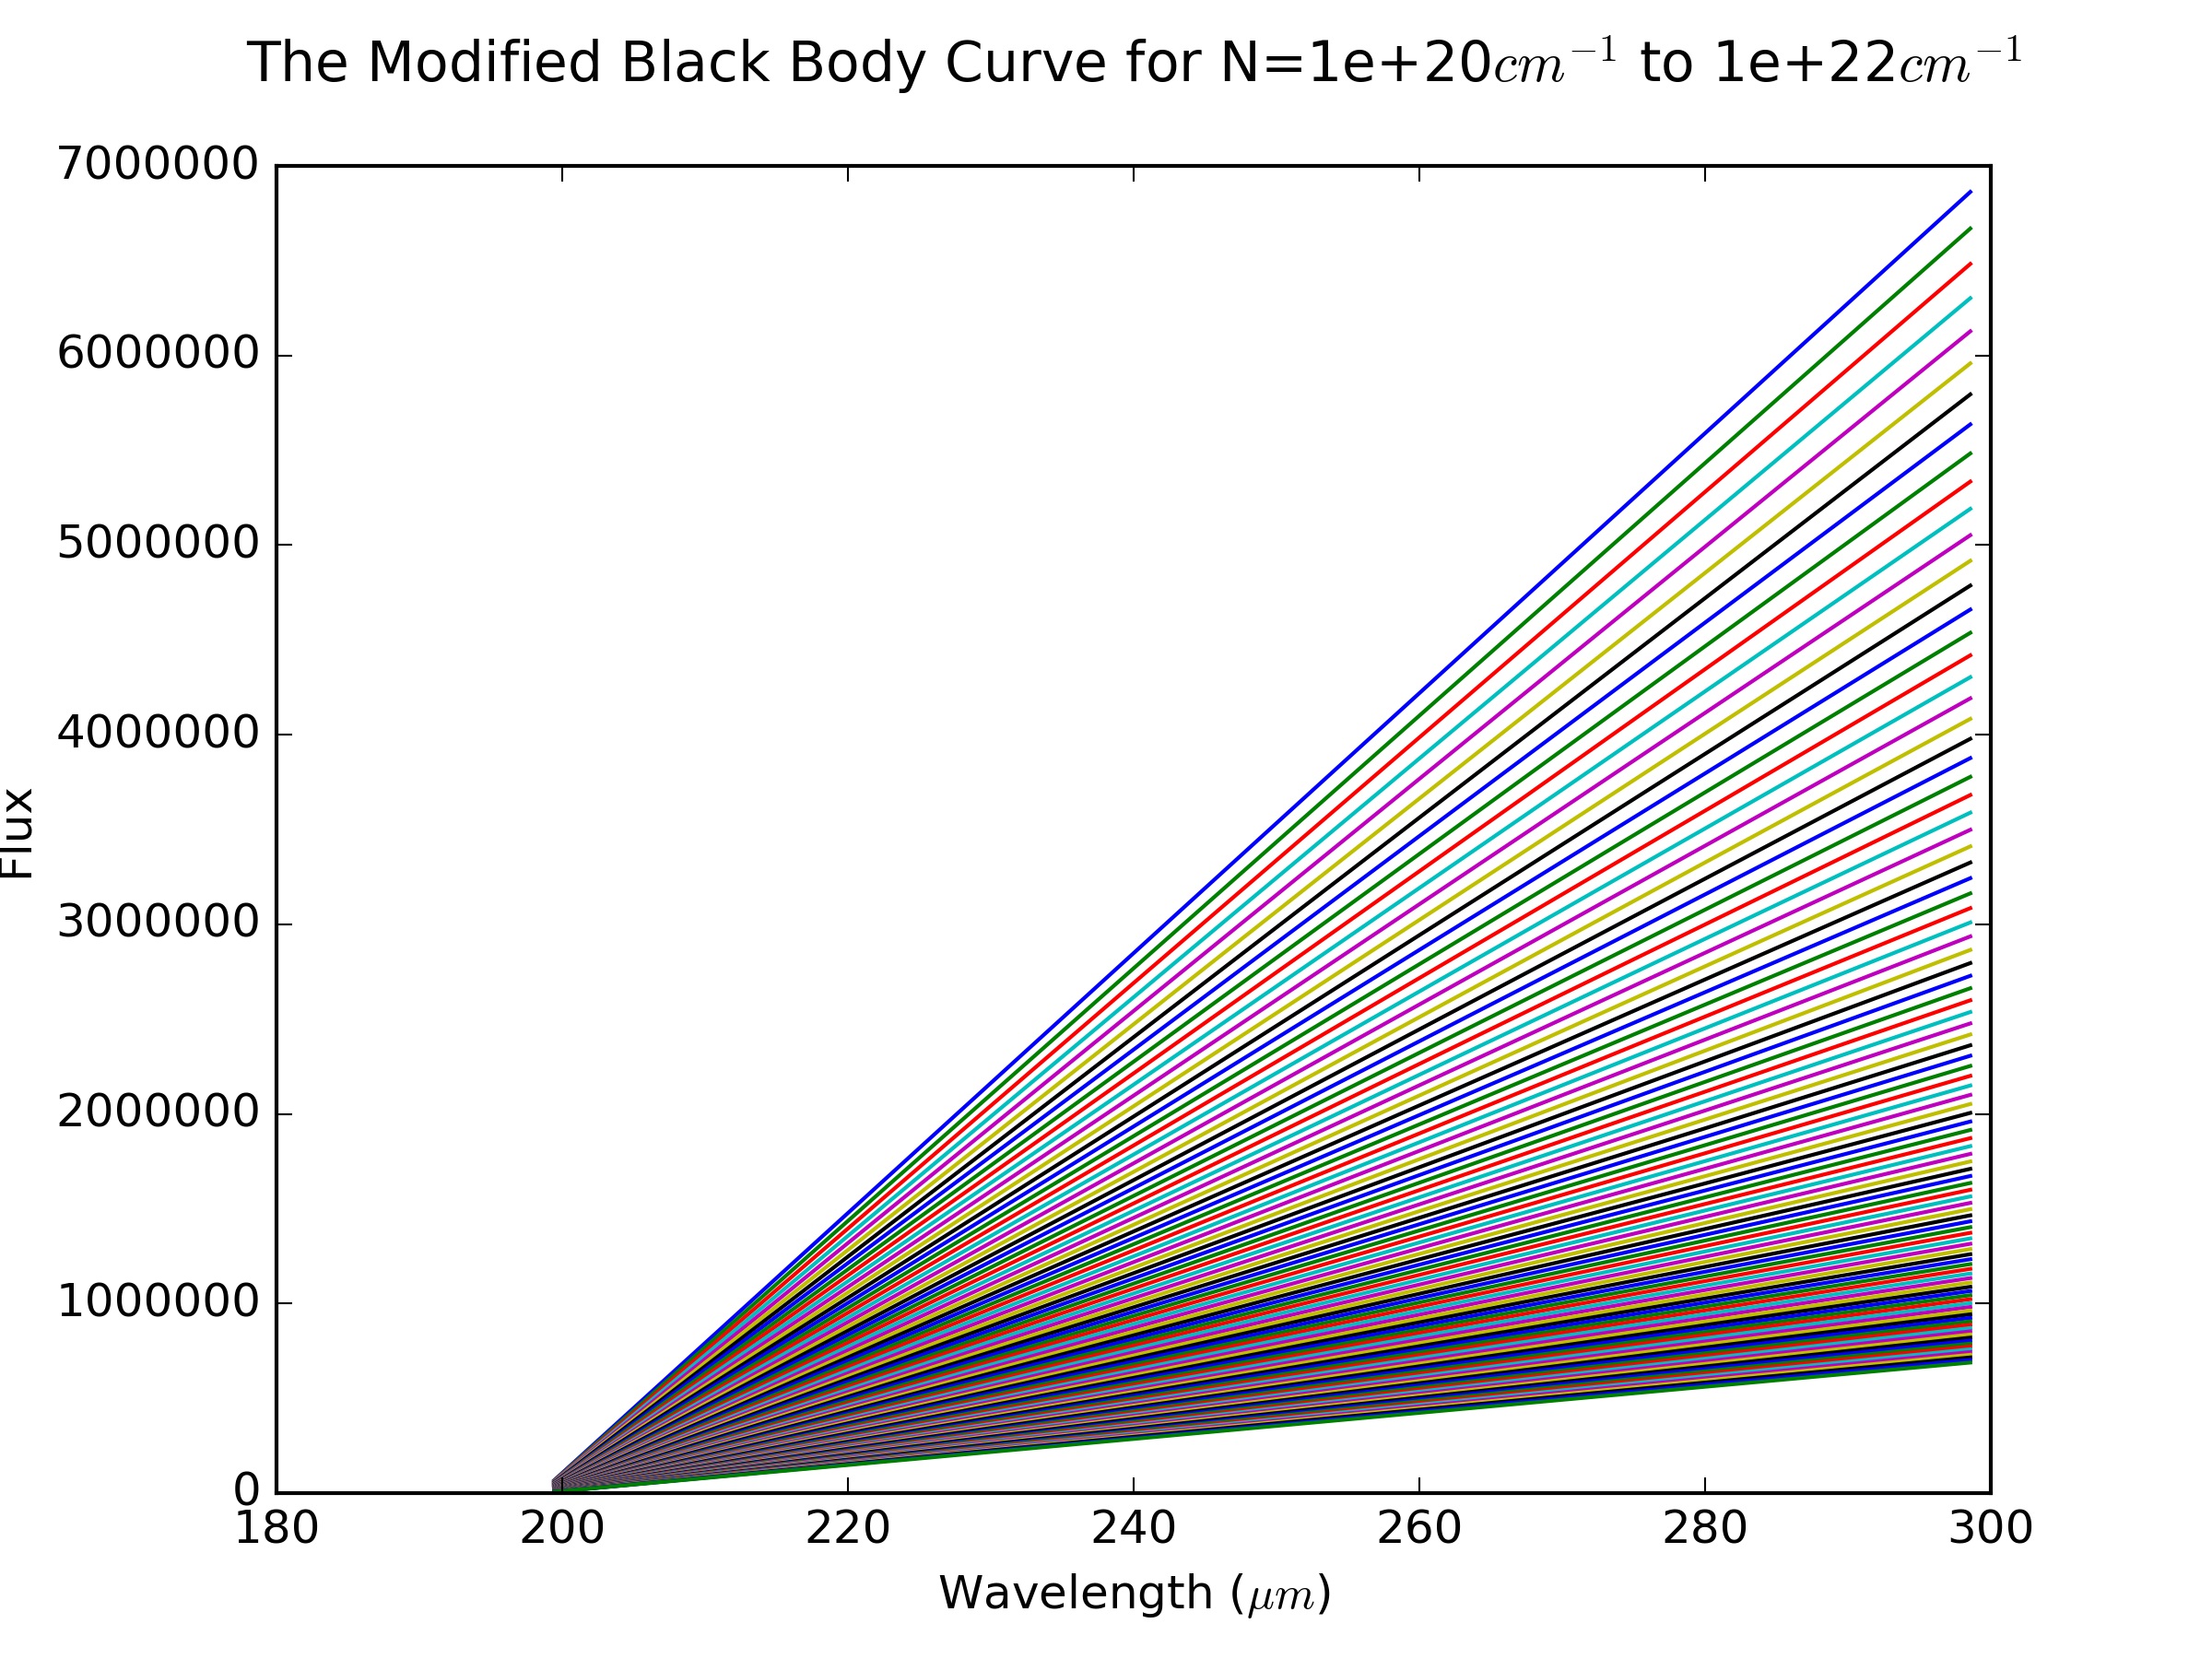 The Modified Black Body Curve for N=1e+20cm⁻¹ to 1e+22cm⁻¹
7000000
6000000
5000000
4000000
3000000
2000000
1000000
0
Flux
180 200 220 240 260 280 300
Wavelength (μm)